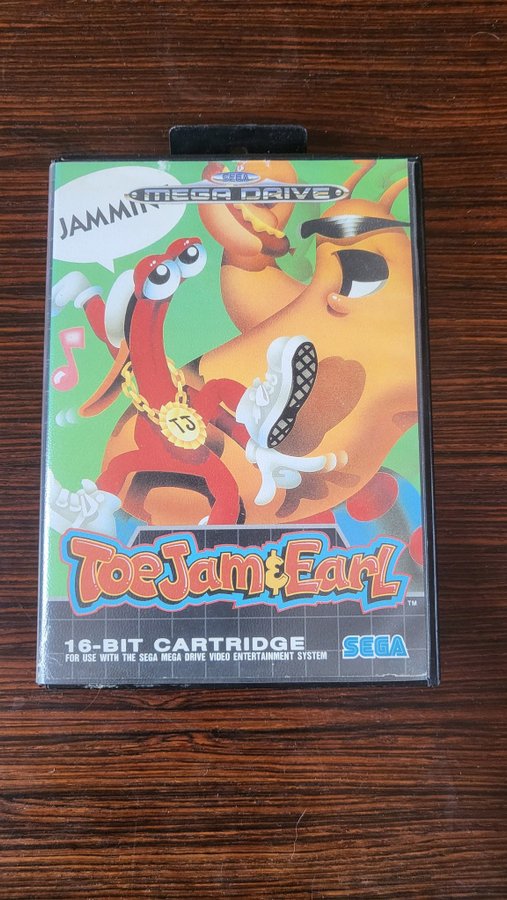 SEGA
MEGA DRIVE
JAMMIN'
TJ
ToeJam & Earl
TM
16-BIT CARTRIDGE
FOR USE WITH THE SEGA MEGA DRIVE VIDEO ENTERTAINMENT SYSTEM
SEGA